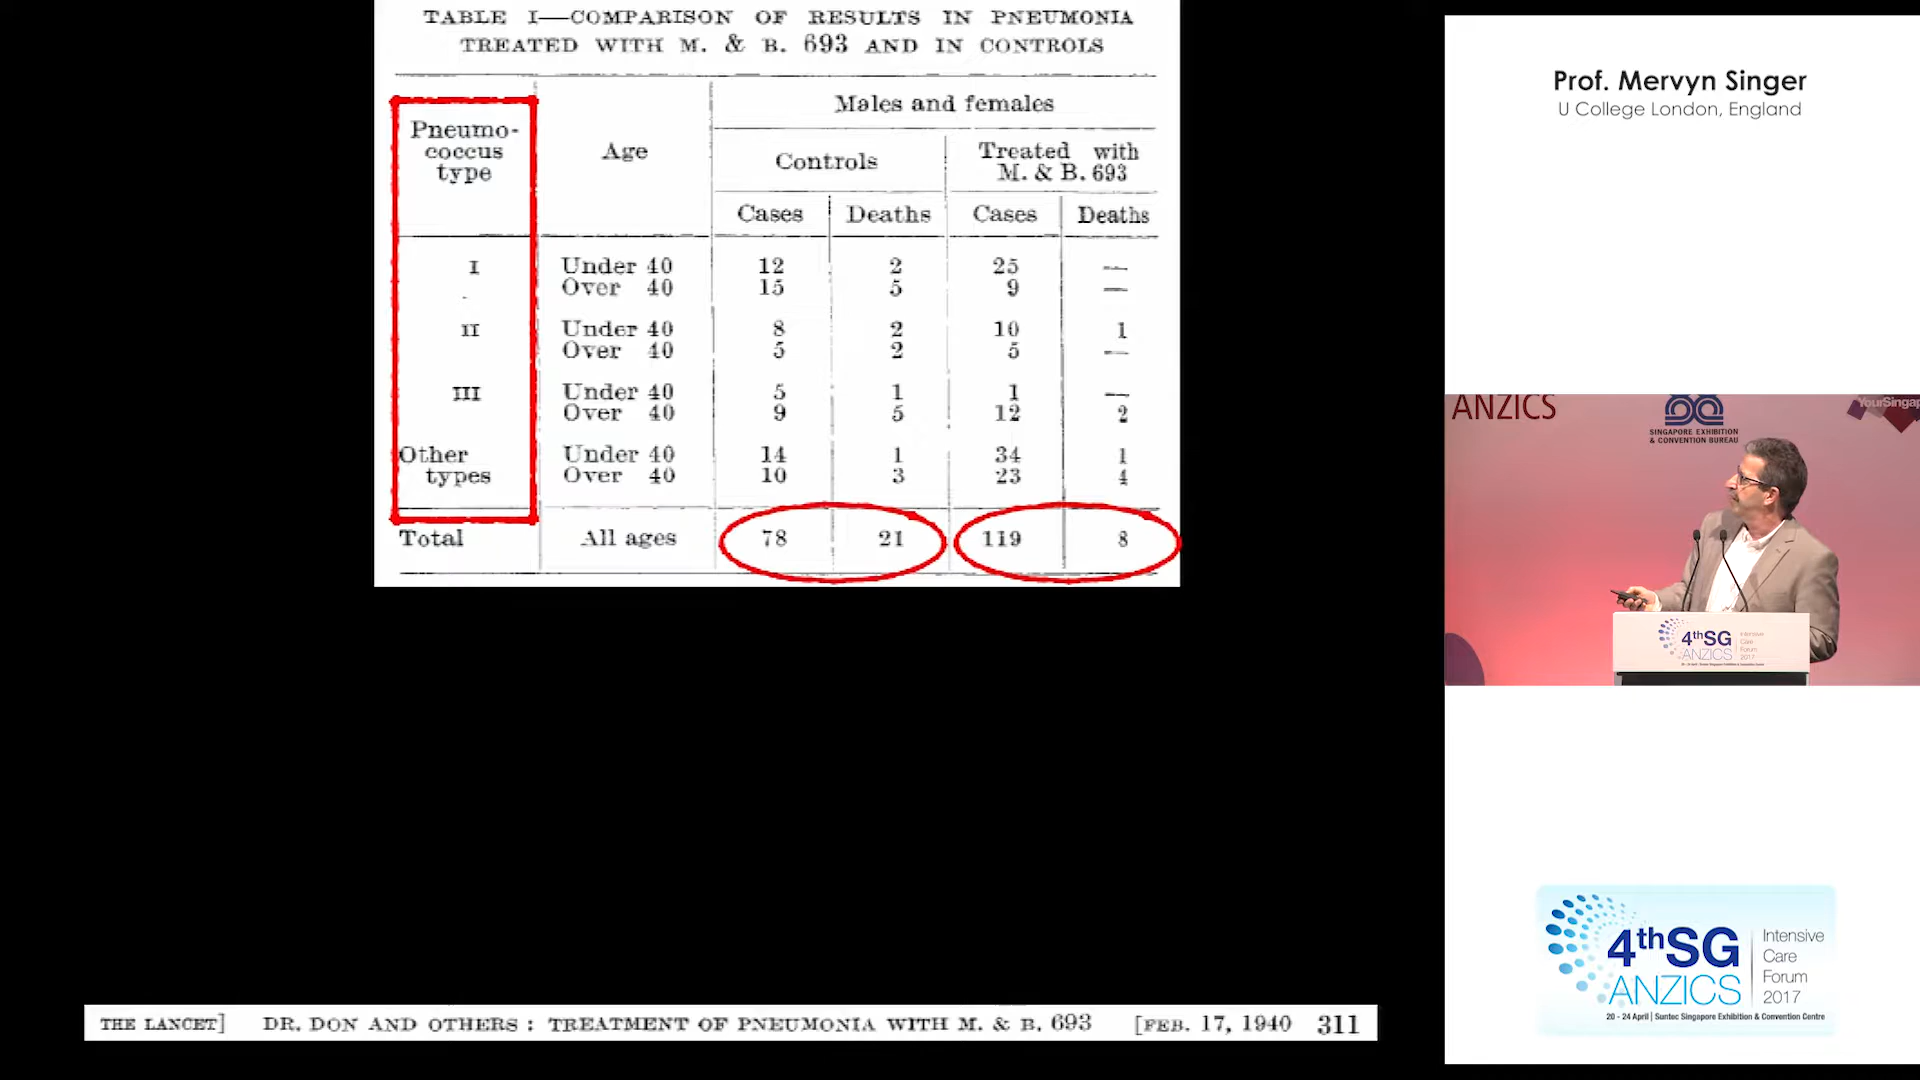 TABLE I—COMPARISON OF RESULTS IN PNEUMONIA
TREATED WITH M. & B. 693 AND IN CONTROLS
Pneumo-
coccus
type
Age
Males and females
Controls
Treated with
M. & B. 693
Cases Deaths Cases Deaths
I Under 40 12 2 25 —
Over 40 15 5 9 —
II Under 40 8 2 10 1
Over 40 5 2 5 —
III Under 40 5 1 1 —
Over 40 9 5 12 2
Other Under 40 14 1 34 1
types Over 40 10 3 23 4
Total All ages 78 21 119 8
THE LANCET] DR. DON AND OTHERS : TREATMENT OF PNEUMONIA WITH M. & B. 693 [FEB. 17, 1940 311
Prof. Mervyn Singer
U College London, England
ANZICS
SINGAPORE EXHIBITION
& CONVENTION BUREAU
YourSingap
4thSG
ANZICS
Intensive
Care
Forum
2017
4thSG
ANZICS
Intensive
Care
Forum
2017
20 - 24 April | Suntec Singapore Exhibition & Convention Centre